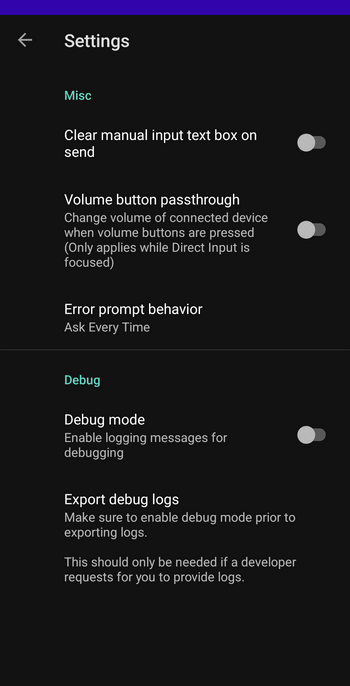 Settings
Misc
Clear manual input text box on
send
Volume button passthrough
Change volume of connected device
when volume buttons are pressed
(Only applies while Direct Input is
focused)
Error prompt behavior
Ask Every Time
Debug
Debug mode
Enable logging messages for
debugging
Export debug logs
Make sure to enable debug mode prior to
exporting logs.
This should only be needed if a developer
requests for you to provide logs.